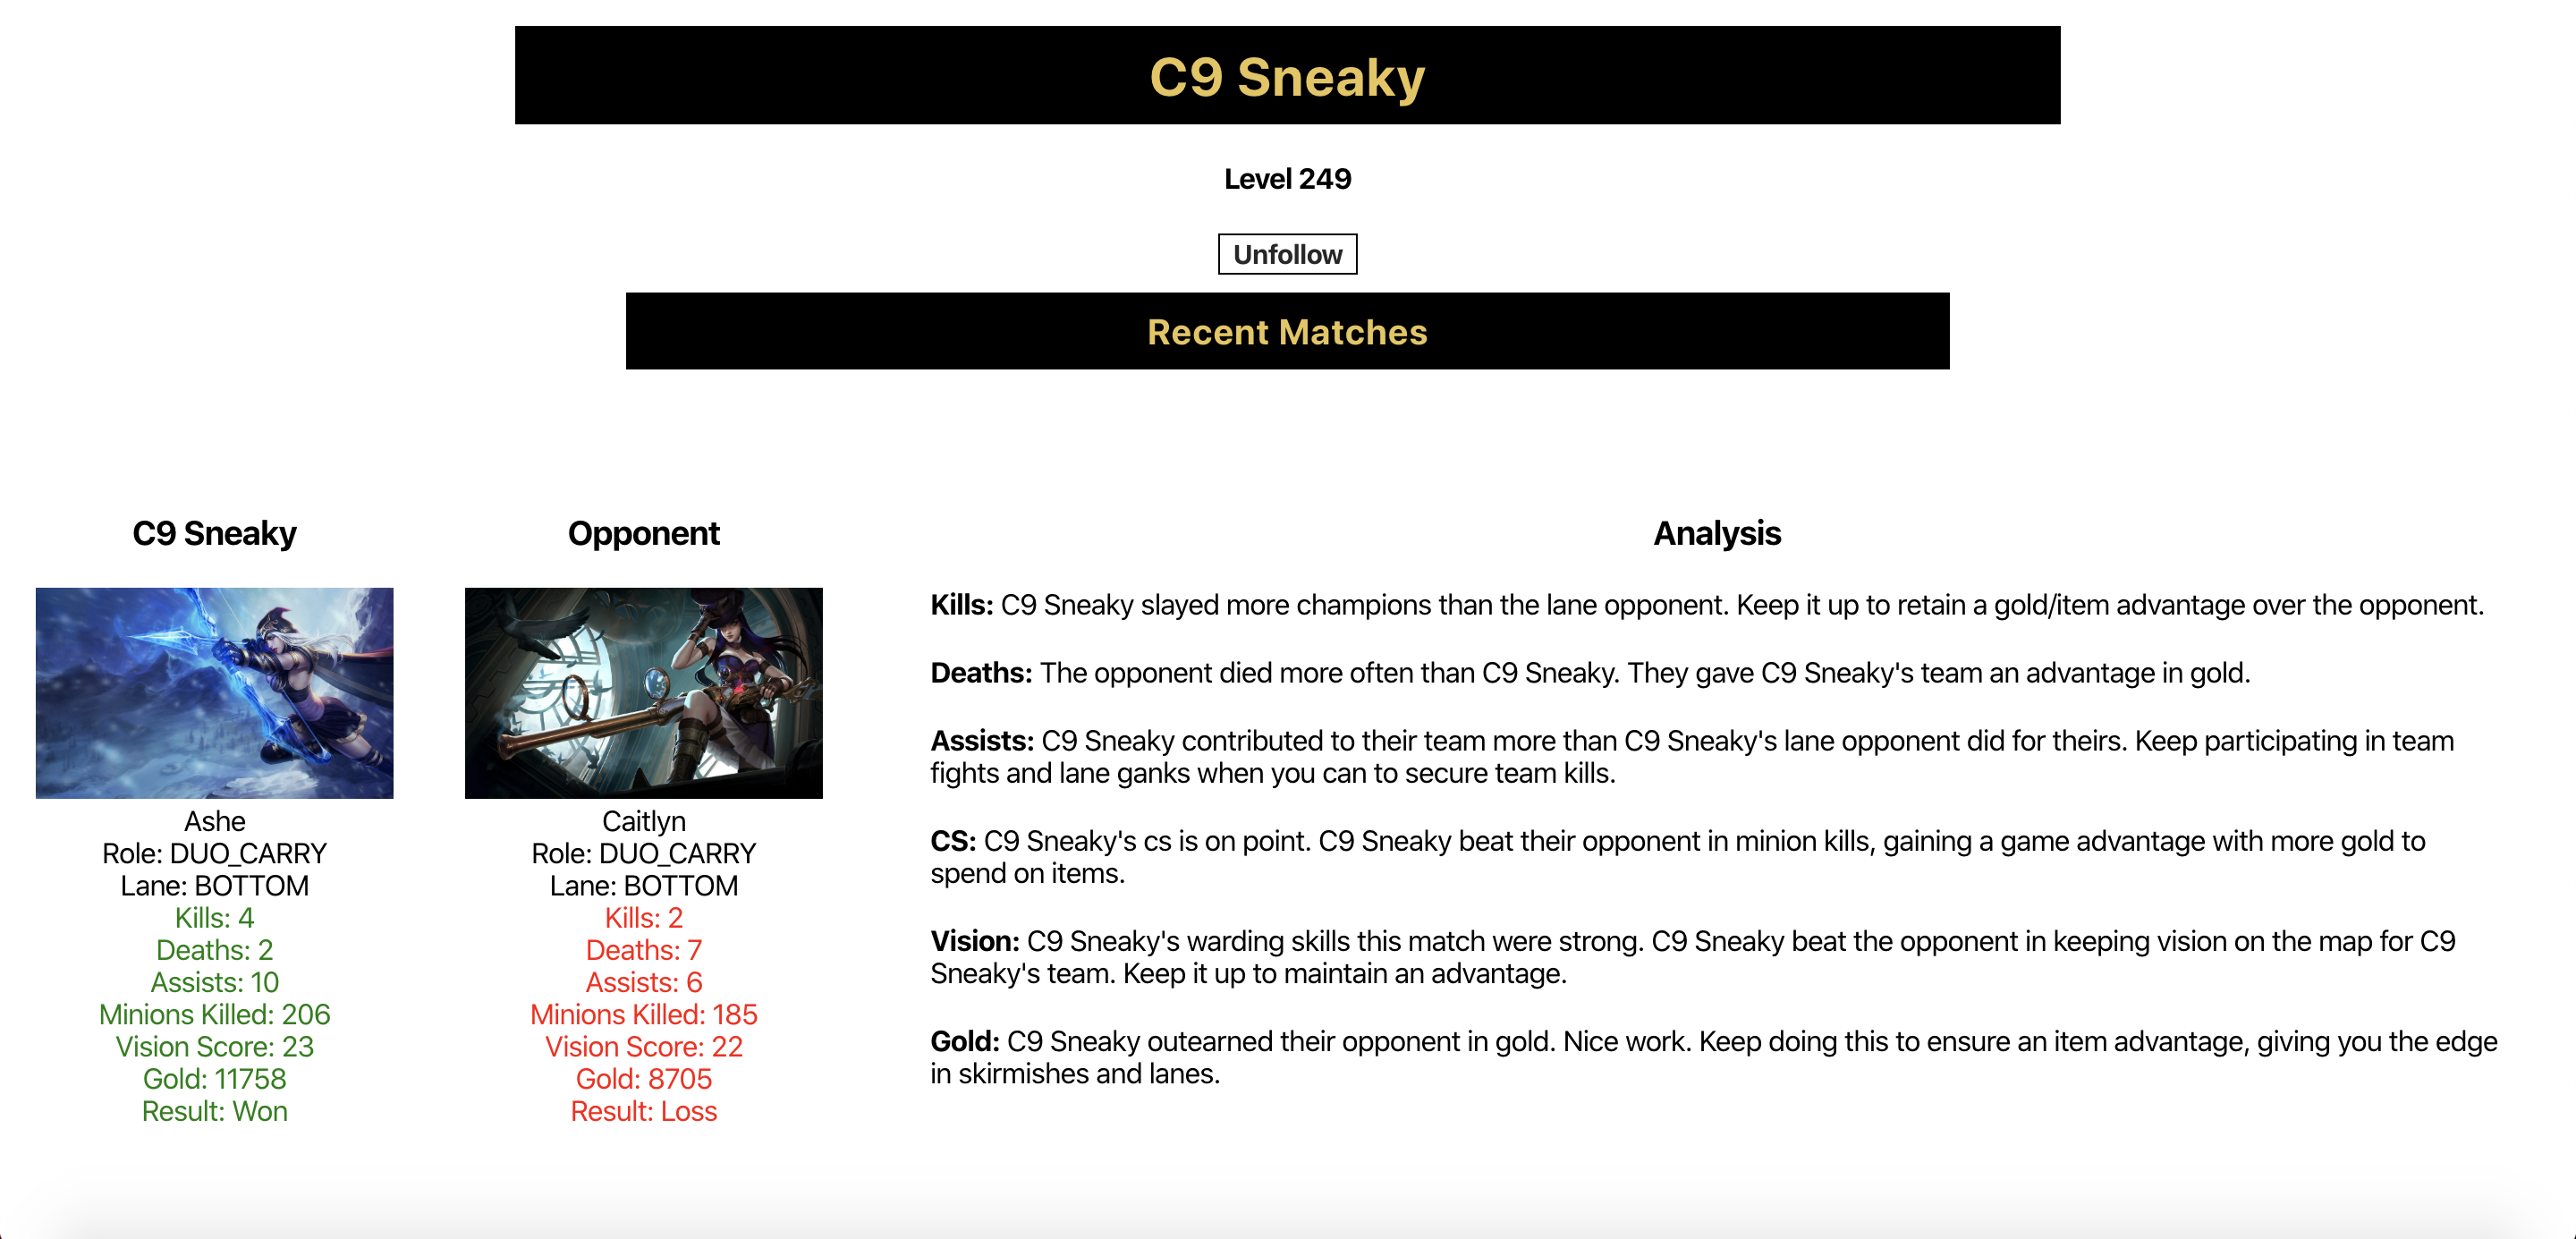 C9 Sneaky
Level 249
Unfollow
Recent Matches
C9 Sneaky
Ashe
Role: DUO_CARRY
Lane: BOTTOM
Kills: 4
Deaths: 2
Assists: 10
Minions Killed: 206
Vision Score: 23
Gold: 11758
Result: Won
Opponent
Caitlyn
Role: DUO_CARRY
Lane: BOTTOM
Kills: 2
Deaths: 7
Assists: 6
Minions Killed: 185
Vision Score: 22
Gold: 8705
Result: Loss
Analysis
Kills: C9 Sneaky slayed more champions than the lane opponent. Keep it up to retain a gold/item advantage over the opponent.
Deaths: The opponent died more often than C9 Sneaky. They gave C9 Sneaky's team an advantage in gold.
Assists: C9 Sneaky contributed to their team more than C9 Sneaky's lane opponent did for theirs. Keep participating in team
fights and lane ganks when you can to secure team kills.
CS: C9 Sneaky's cs is on point. C9 Sneaky beat their opponent in minion kills, gaining a game advantage with more gold to
spend on items.
Vision: C9 Sneaky's warding skills this match were strong. C9 Sneaky beat the opponent in keeping vision on the map for C9
Sneaky's team. Keep it up to maintain an advantage.
Gold: C9 Sneaky outearned their opponent in gold. Nice work. Keep doing this to ensure an item advantage, giving you the edge
in skirmishes and lanes.